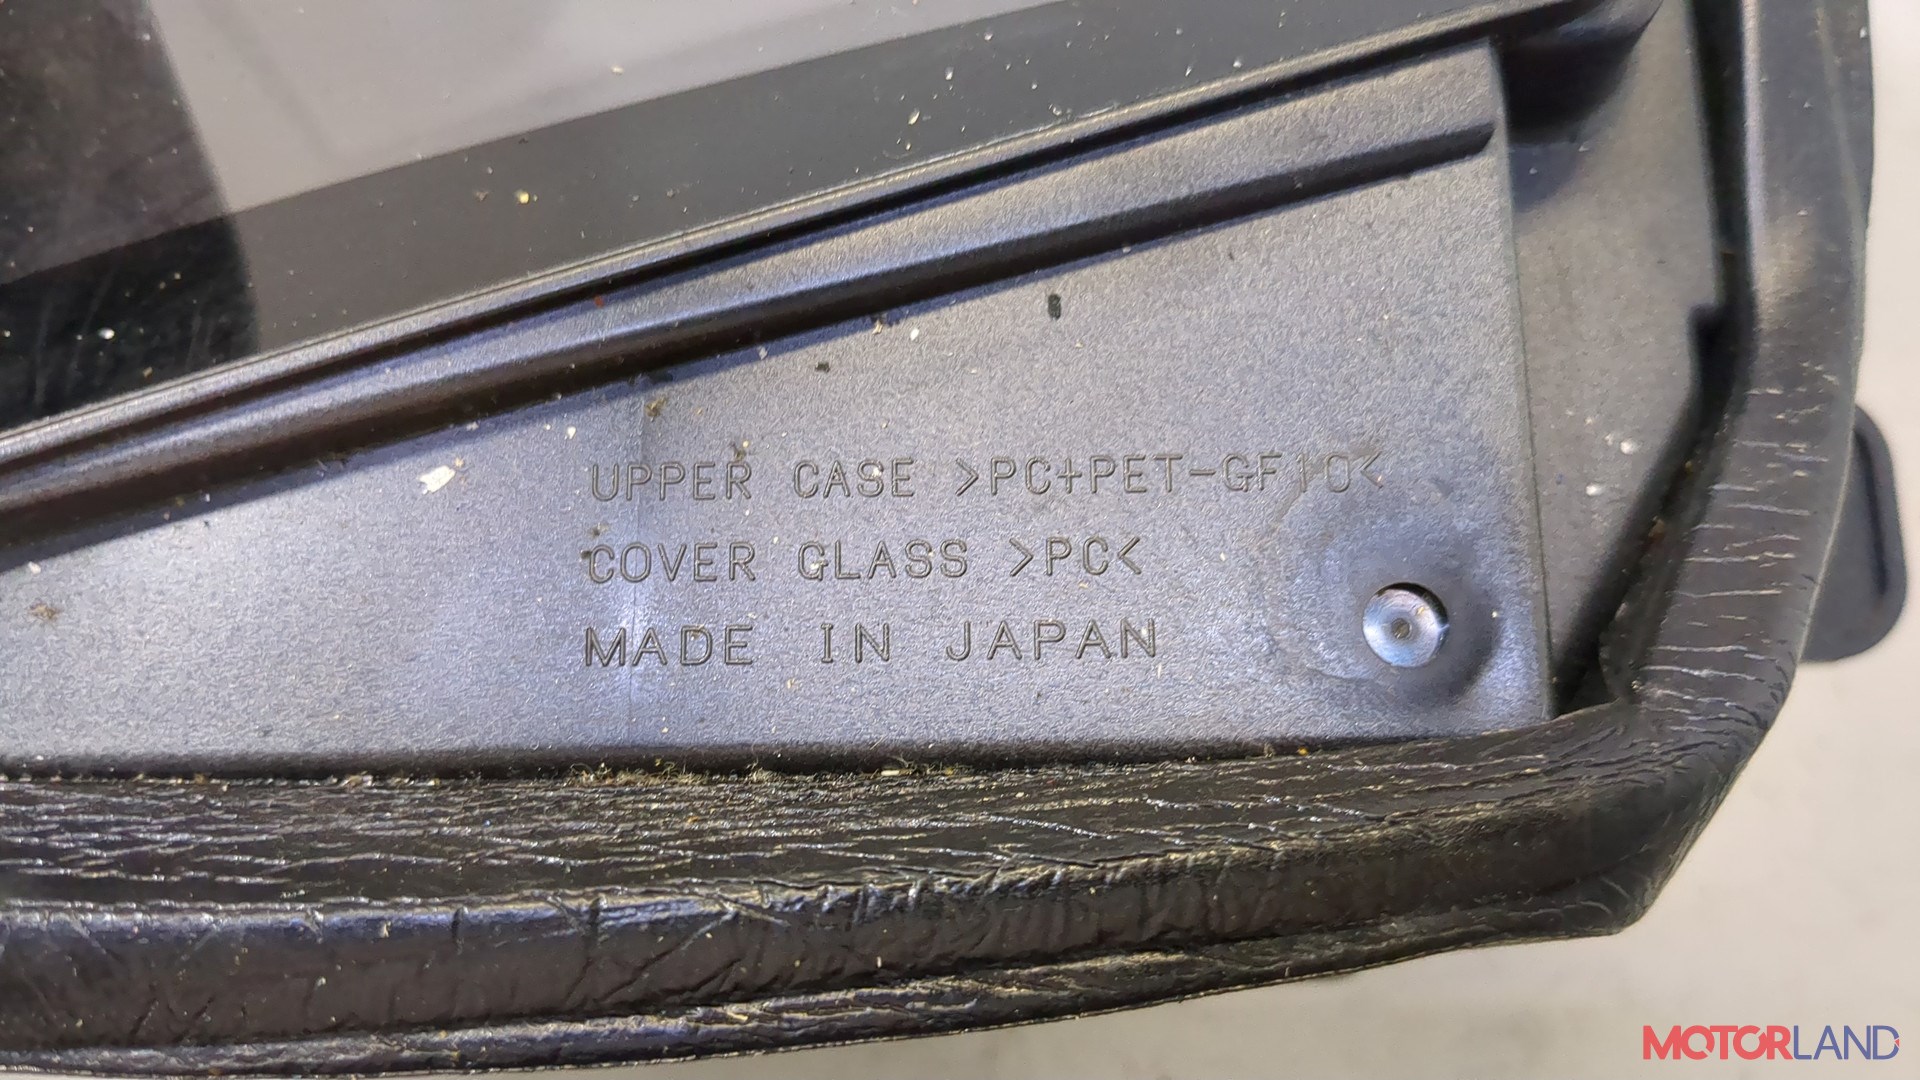 UPPER CASE >PC+PET-GF10<
COVER GLASS >PC<
MADE IN JAPAN
MOTORLAND